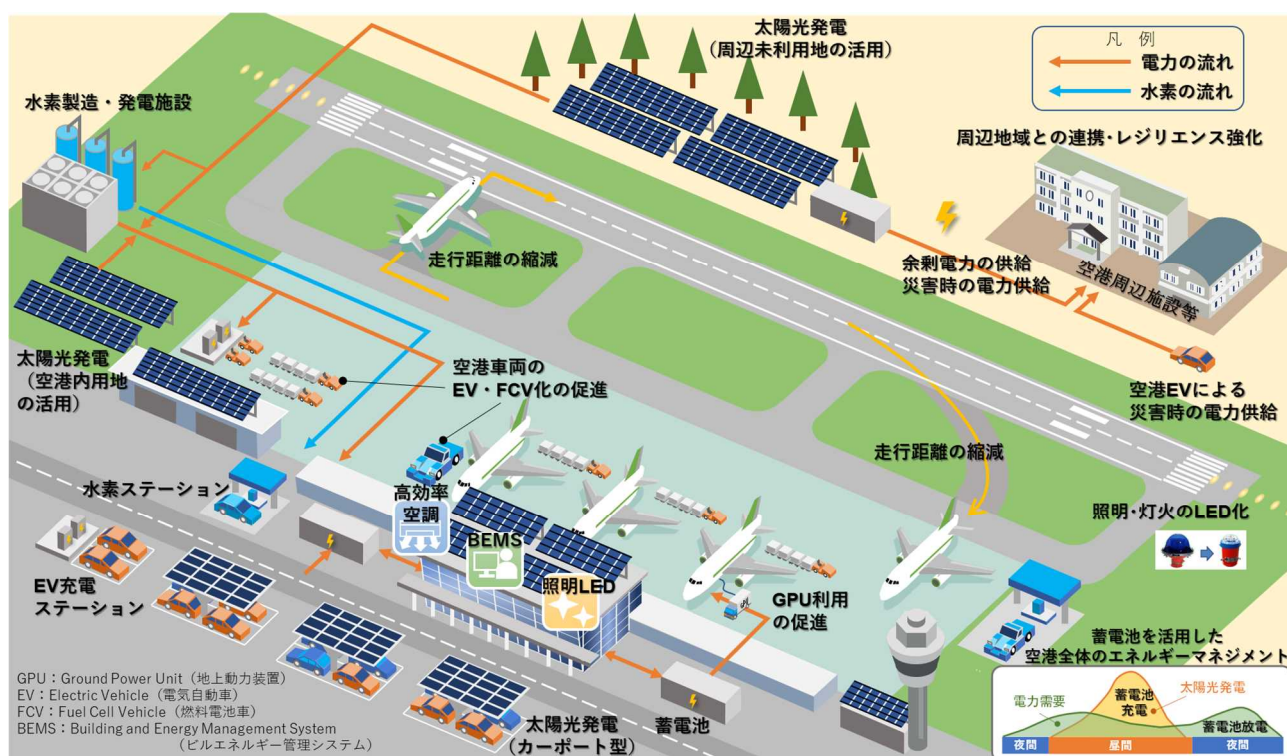 太陽光発電
(周辺未利用地の活用)
凡 例
電力の流れ
水素の流れ
水素製造・発電施設
周辺地域との連携・レジリエンス強化
走行距離の縮減
余剰電力の供給
災害時の電力供給
空港周辺施設等
太陽光発電
(空港内用地
の活用)
空港車両の
EV・FCV化の促進
空港EVによる
災害時の電力供給
走行距離の縮減
水素ステーション
高効率
空調
BEMS
照明LED
照明・灯火のLED化
EV充電
ステーション
GPU利用
の促進
蓄電池を活用した
空港全体のエネルギーマネジメント
GPU:Ground Power Unit(地上動力装置)
EV:Electric Vehicle(電気自動車)
FCV:Fuel Cell Vehicle(燃料電池車)
BEMS:Building and Energy Management System
(ビルエネルギー管理システム)
太陽光発電
(カーポート型)
蓄電池
電力需要
蓄電池
充電
太陽光発電
蓄電池放電
夜間
昼間
夜間